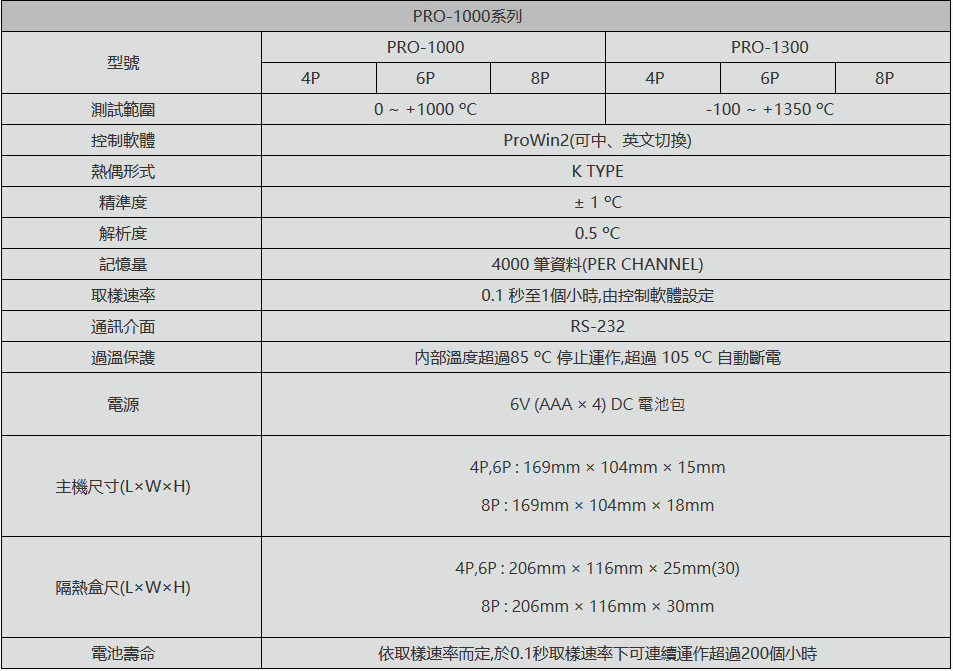 PRO-1000系列
型號
PRO-1000
PRO-1300
4P
6P
8P
4P
6P
8P
測試範圍
0 ~ +1000 ºC
-100 ~ +1350 ºC
控制軟體
ProWin2(可中、英文切換)
熱偶形式
K TYPE
精準度
± 1 ºC
解析度
0.5 ºC
記憶量
4000 筆資料(PER CHANNEL)
取樣速率
0.1 秒至1個小時,由控制軟體設定
通訊介面
RS-232
過溫保護
內部溫度超過85 ºC 停止運作,超過 105 ºC 自動斷電
電源
6V (AAA × 4) DC 電池包
主機尺寸(L×W×H)
4P,6P : 169mm × 104mm × 15mm
8P : 169mm × 104mm × 18mm
隔熱盒尺(L×W×H)
4P,6P : 206mm × 116mm × 25mm(30)
8P : 206mm × 116mm × 30mm
電池壽命
依取樣速率而定,於0.1秒取樣速率下可連續運作超過200個小時